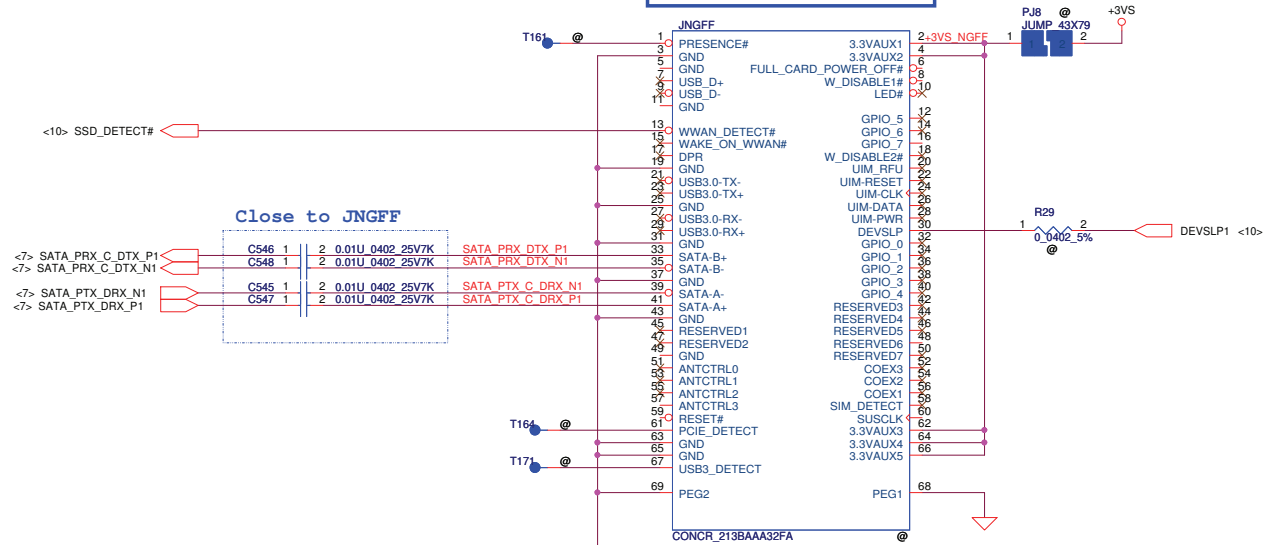 JNGFF
PJ8 @ +3VS
JUMP_43X79
T161 @ 1 PRESENCE# 3.3VAUX1 2 +3VS_NGFF 1 1 2 2
3 GND 3.3VAUX2 4
5 GND FULL_CARD_POWER_OFF# 6
7 USB_D+ W_DISABLE1# 8
9 USB_D- LED# 10
11 GND
GPIO_5 12
<10> SSD_DETECT# 13 WWAN_DETECT# GPIO_6 14
15 WAKE_ON_WWAN# GPIO_7 16
17 DPR W_DISABLE2# 18
19 GND UIM_RFU 20
21 USB3.0-TX- UIM-RESET 22
23 USB3.0-TX+ UIM-CLK 24
25 GND UIM-DATA 26
27 USB3.0-RX- UIM-PWR 28
29 USB3.0-RX+ DEVSLP 30 1 R29 2 DEVSLP1 <10>
0_0402_5%
@
Close to JNGFF
31 GND GPIO_0 32
<7> SATA_PRX_C_DTX_P1 C546 1 2 0.01U_0402_25V7K SATA_PRX_DTX_P1 33 SATA-B+ GPIO_1 34
<7> SATA_PRX_C_DTX_N1 C548 1 2 0.01U_0402_25V7K SATA_PRX_DTX_N1 35 SATA-B- GPIO_2 36
37 GND GPIO_3 38
<7> SATA_PTX_DRX_N1 C545 1 2 0.01U_0402_25V7K SATA_PTX_C_DRX_N1 39 SATA-A- GPIO_4 40
<7> SATA_PTX_DRX_P1 C547 1 2 0.01U_0402_25V7K SATA_PTX_C_DRX_P1 41 SATA-A+ RESERVED3 42
43 GND RESERVED4 44
45 RESERVED1 RESERVED5 46
47 RESERVED2 RESERVED6 48
49 GND RESERVED7 50
51 ANTCTRL0 COEX3 52
53 ANTCTRL1 COEX2 54
55 ANTCTRL2 COEX1 56
57 ANTCTRL3 SIM_DETECT 58
59 RESET# SUSCLK 60
T164 @ 61 PCIE_DETECT 3.3VAUX3 62
63 GND 3.3VAUX4 64
65 GND 3.3VAUX5 66
T171 @ 67 USB3_DETECT
69 PEG2 PEG1 68
CONCR_213BAAA32FA @